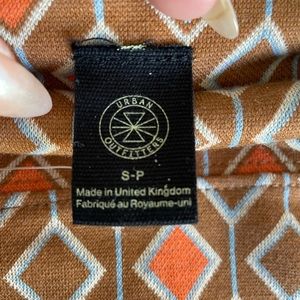 URBAN
OUTFITTERS
S-P
Made in United Kingdom
Fabriqué au Royaume-uni